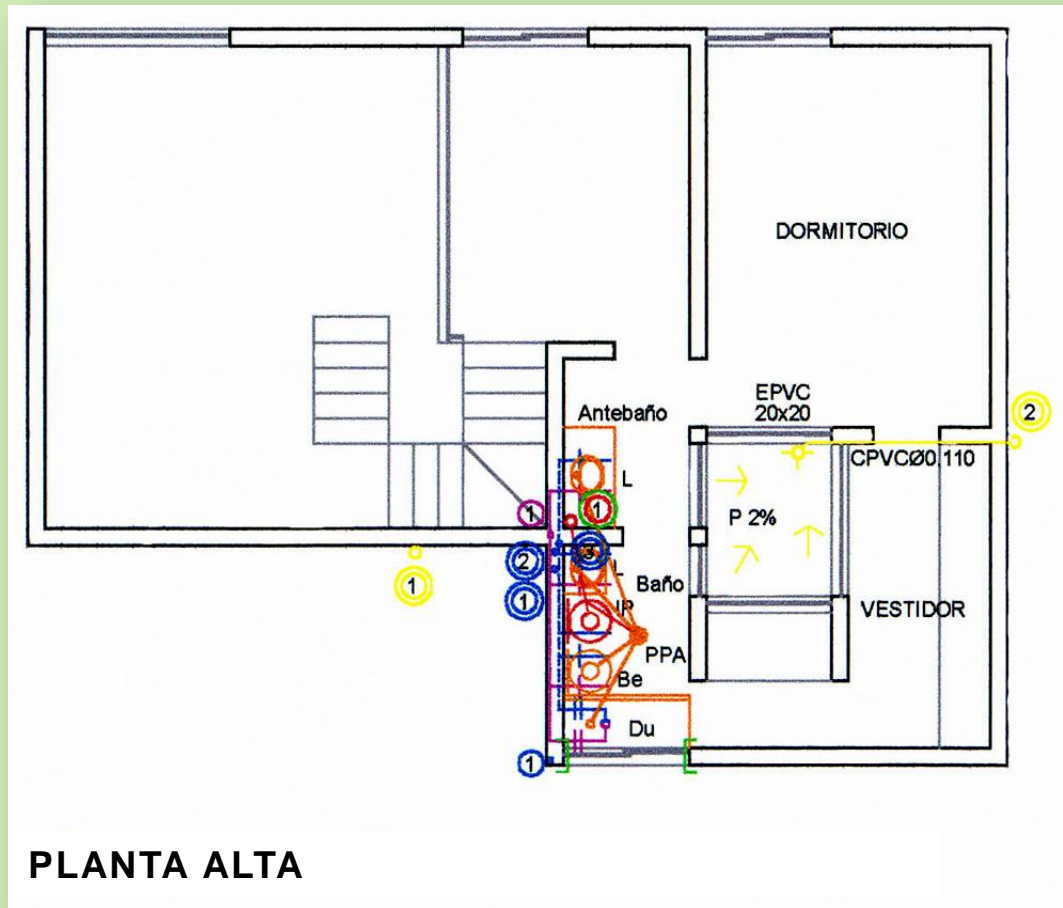 DORMITORIO
EPVC
20x20
2
Antebaño
CPVCØ0,110
L
1
1
P 2%
2
3
L
1
1
Baño
IP
VESTIDOR
PPA
Be
Du
1
PLANTA ALTA